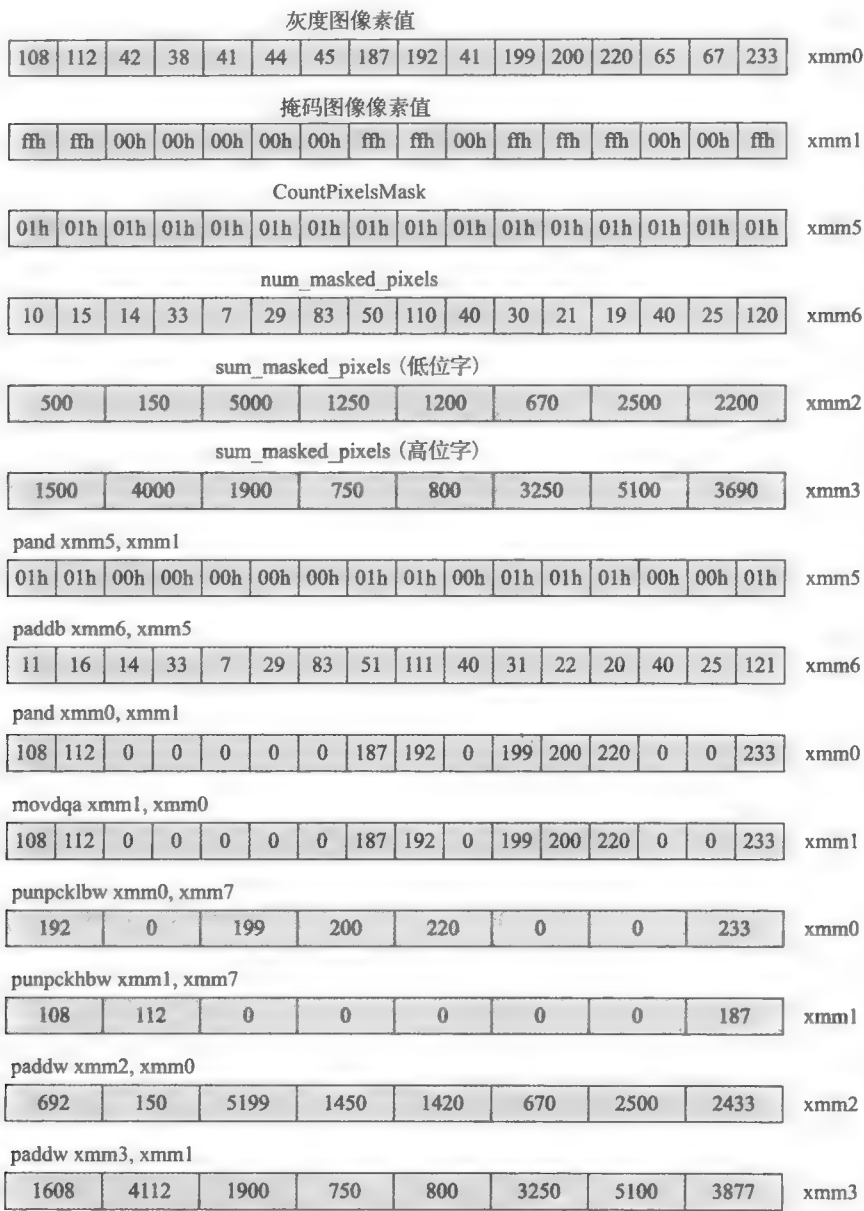 灰度图像素值
108 112 42 38 41 44 45 187 192 41 199 200 220 65 67 233 xmm0
掩码图像像素值
ffh ffh 00h 00h 00h 00h 00h ffh ffh 00h ffh ffh ffh 00h 00h ffh xmm1
CountPixelsMask
01h 01h 01h 01h 01h 01h 01h 01h 01h 01h 01h 01h 01h 01h 01h 01h xmm5
num_masked_pixels
10 15 14 33 7 29 83 50 110 40 30 21 19 40 25 120 xmm6
sum_masked_pixels (低位字)
500 150 5000 1250 1200 670 2500 2200 xmm2
sum_masked_pixels (高位字)
1500 4000 1900 750 800 3250 5100 3690 xmm3
pand xmm5, xmm1
01h 01h 00h 00h 00h 00h 00h 01h 01h 00h 01h 01h 01h 00h 00h 01h xmm5
paddb xmm6, xmm5
11 16 14 33 7 29 83 51 111 40 31 22 20 40 25 121 xmm6
pand xmm0, xmm1
108 112 0 0 0 0 0 187 192 0 199 200 220 0 0 233 xmm0
movdqa xmm1, xmm0
108 112 0 0 0 0 0 187 192 0 199 200 220 0 0 233 xmm1
punpcklbw xmm0, xmm7
192 0 199 200 220 0 0 233 xmm0
punpckhbw xmm1, xmm7
108 112 0 0 0 0 0 187 xmm1
paddw xmm2, xmm0
692 150 5199 1450 1420 670 2500 2433 xmm2
paddw xmm3, xmm1
1608 4112 1900 750 800 3250 5100 3877 xmm3